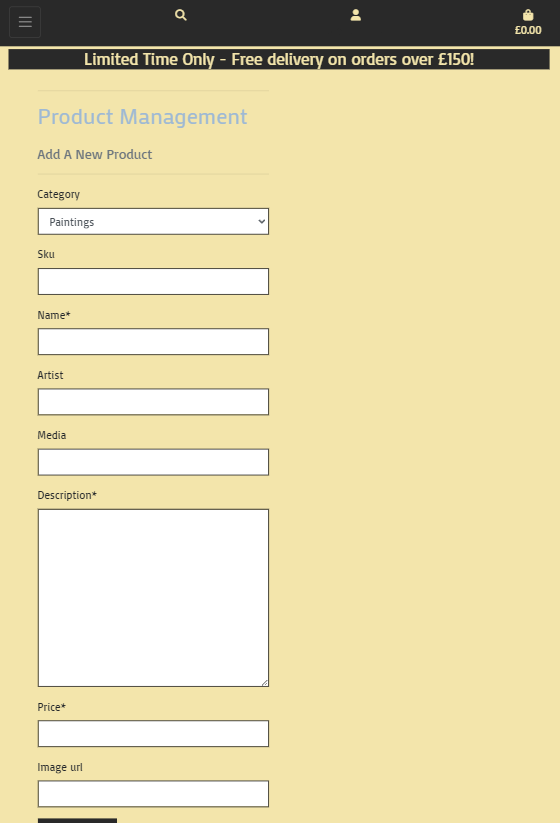 £0.00
Limited Time Only - Free delivery on orders over £150!
Product Management
Add A New Product
Category
Paintings
Sku
Name*
Artist
Media
Description*
Price*
Image url